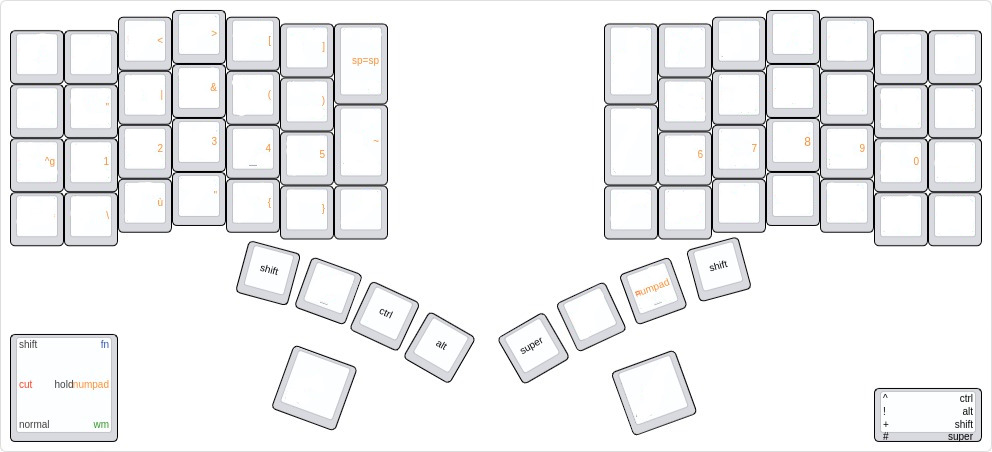 < > [ ] sp=sp
" | & ( ) ~
^g 1 2 3 4 _ 5
\ ù " { }
6 7 8 9 0
shift
_
ctrl
alt
super
numpad
_
shift
shift fn
cut hold numpad
normal wm
^ ctrl
! alt
+ shift
# super